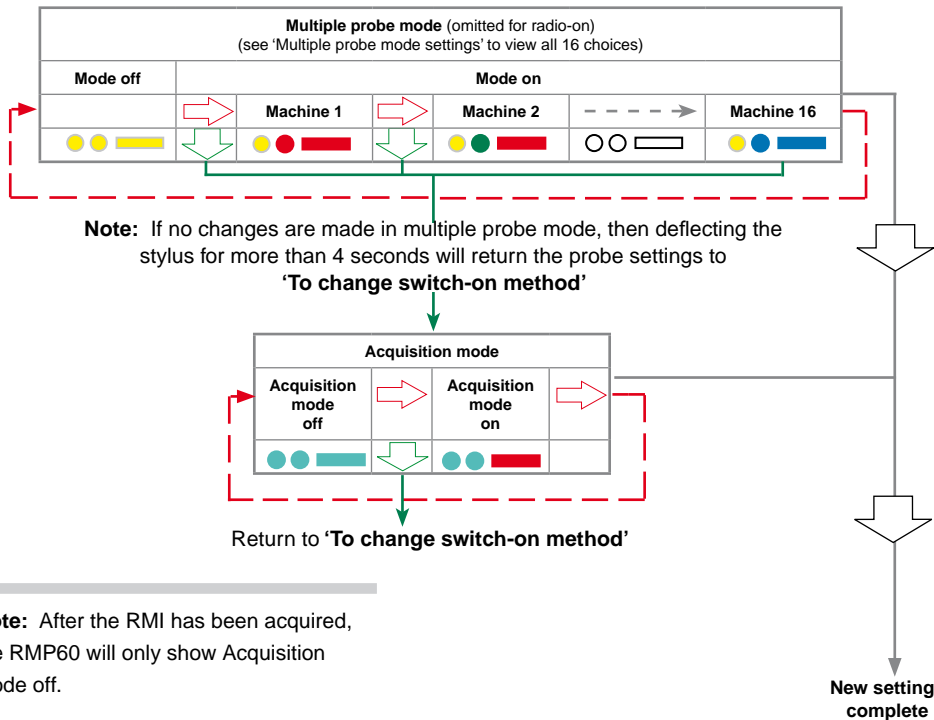 Multiple probe mode (omitted for radio-on)
(see ‘Multiple probe mode settings’ to view all 16 choices)
Mode off
Mode on
Machine 1
Machine 2
Machine 16
Note: If no changes are made in multiple probe mode, then deflecting the
stylus for more than 4 seconds will return the probe settings to
‘To change switch-on method’
Acquisition mode
Acquisition
mode
off
Acquisition
mode
on
Return to ‘To change switch-on method’
ote: After the RMI has been acquired,
e RMP60 will only show Acquisition
ode off.
New setting
complete